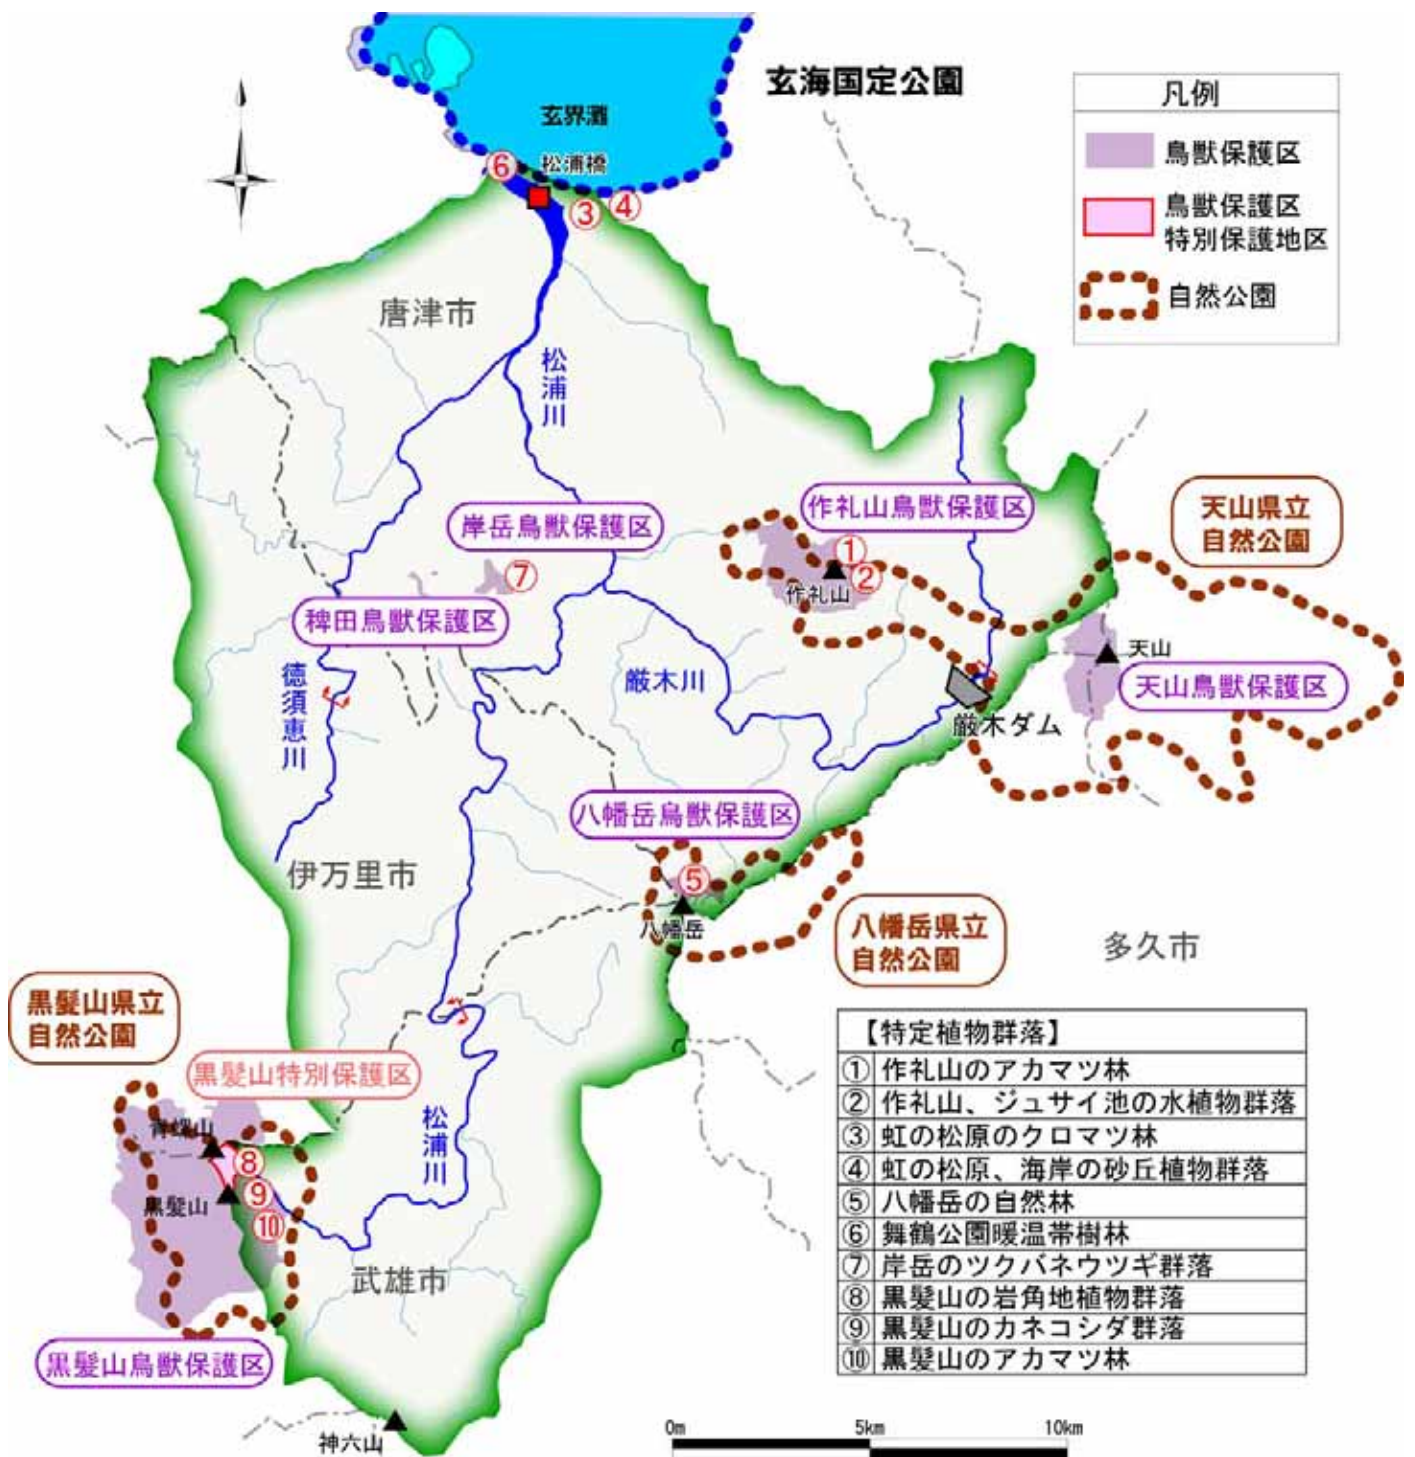 玄海国定公園
凡例
鳥獣保護区
鳥獣保護区
特別保護地区
自然公園
玄界灘
松浦橋
⑥
③
④
唐津市
松浦川
作礼山鳥獣保護区
天山県立
自然公園
岸岳鳥獣保護区
①
②
⑦
作礼山
稗田鳥獣保護区
天山
徳須恵川
厳木川
天山鳥獣保護区
厳木ダム
八幡岳鳥獣保護区
伊万里市
⑤
八幡岳
八幡岳県立
自然公園
多久市
黒髪山県立
自然公園
黒髪山特別保護区
松浦川
青螺山
⑧
黒髪山
⑨
⑩
武雄市
黒髪山鳥獣保護区
神六山
【特定植物群落】
① 作礼山のアカマツ林
② 作礼山、ジュサイ池の水植物群落
③ 虹の松原のクロマツ林
④ 虹の松原、海岸の砂丘植物群落
⑤ 八幡岳の自然林
⑥ 舞鶴公園暖温帯樹林
⑦ 岸岳のツクバネウツギ群落
⑧ 黒髪山の岩角地植物群落
⑨ 黒髪山のカネコシダ群落
⑩ 黒髪山のアカマツ林
0m 5km 10km